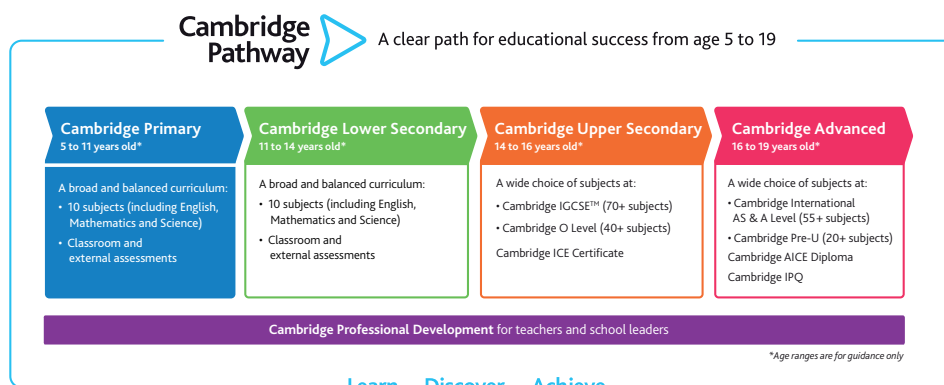 Cambridge
Pathway
A clear path for educational success from age 5 to 19
Cambridge Primary
5 to 11 years old*
A broad and balanced curriculum:
• 10 subjects (including English,
Mathematics and Science)
• Classroom and
external assessments
Cambridge Lower Secondary
11 to 14 years old*
A broad and balanced curriculum:
• 10 subjects (including English,
Mathematics and Science)
• Classroom and
external assessments
Cambridge Upper Secondary
14 to 16 years old*
A wide choice of subjects at:
• Cambridge IGCSE™ (70+ subjects)
• Cambridge O Level (40+ subjects)
Cambridge ICE Certificate
Cambridge Advanced
16 to 19 years old*
A wide choice of subjects at:
• Cambridge International
AS & A Level (55+ subjects)
• Cambridge Pre-U (20+ subjects)
Cambridge AICE Diploma
Cambridge IPQ
Cambridge Professional Development for teachers and school leaders
*Age ranges are for guidance only
Learn Discover Achieve